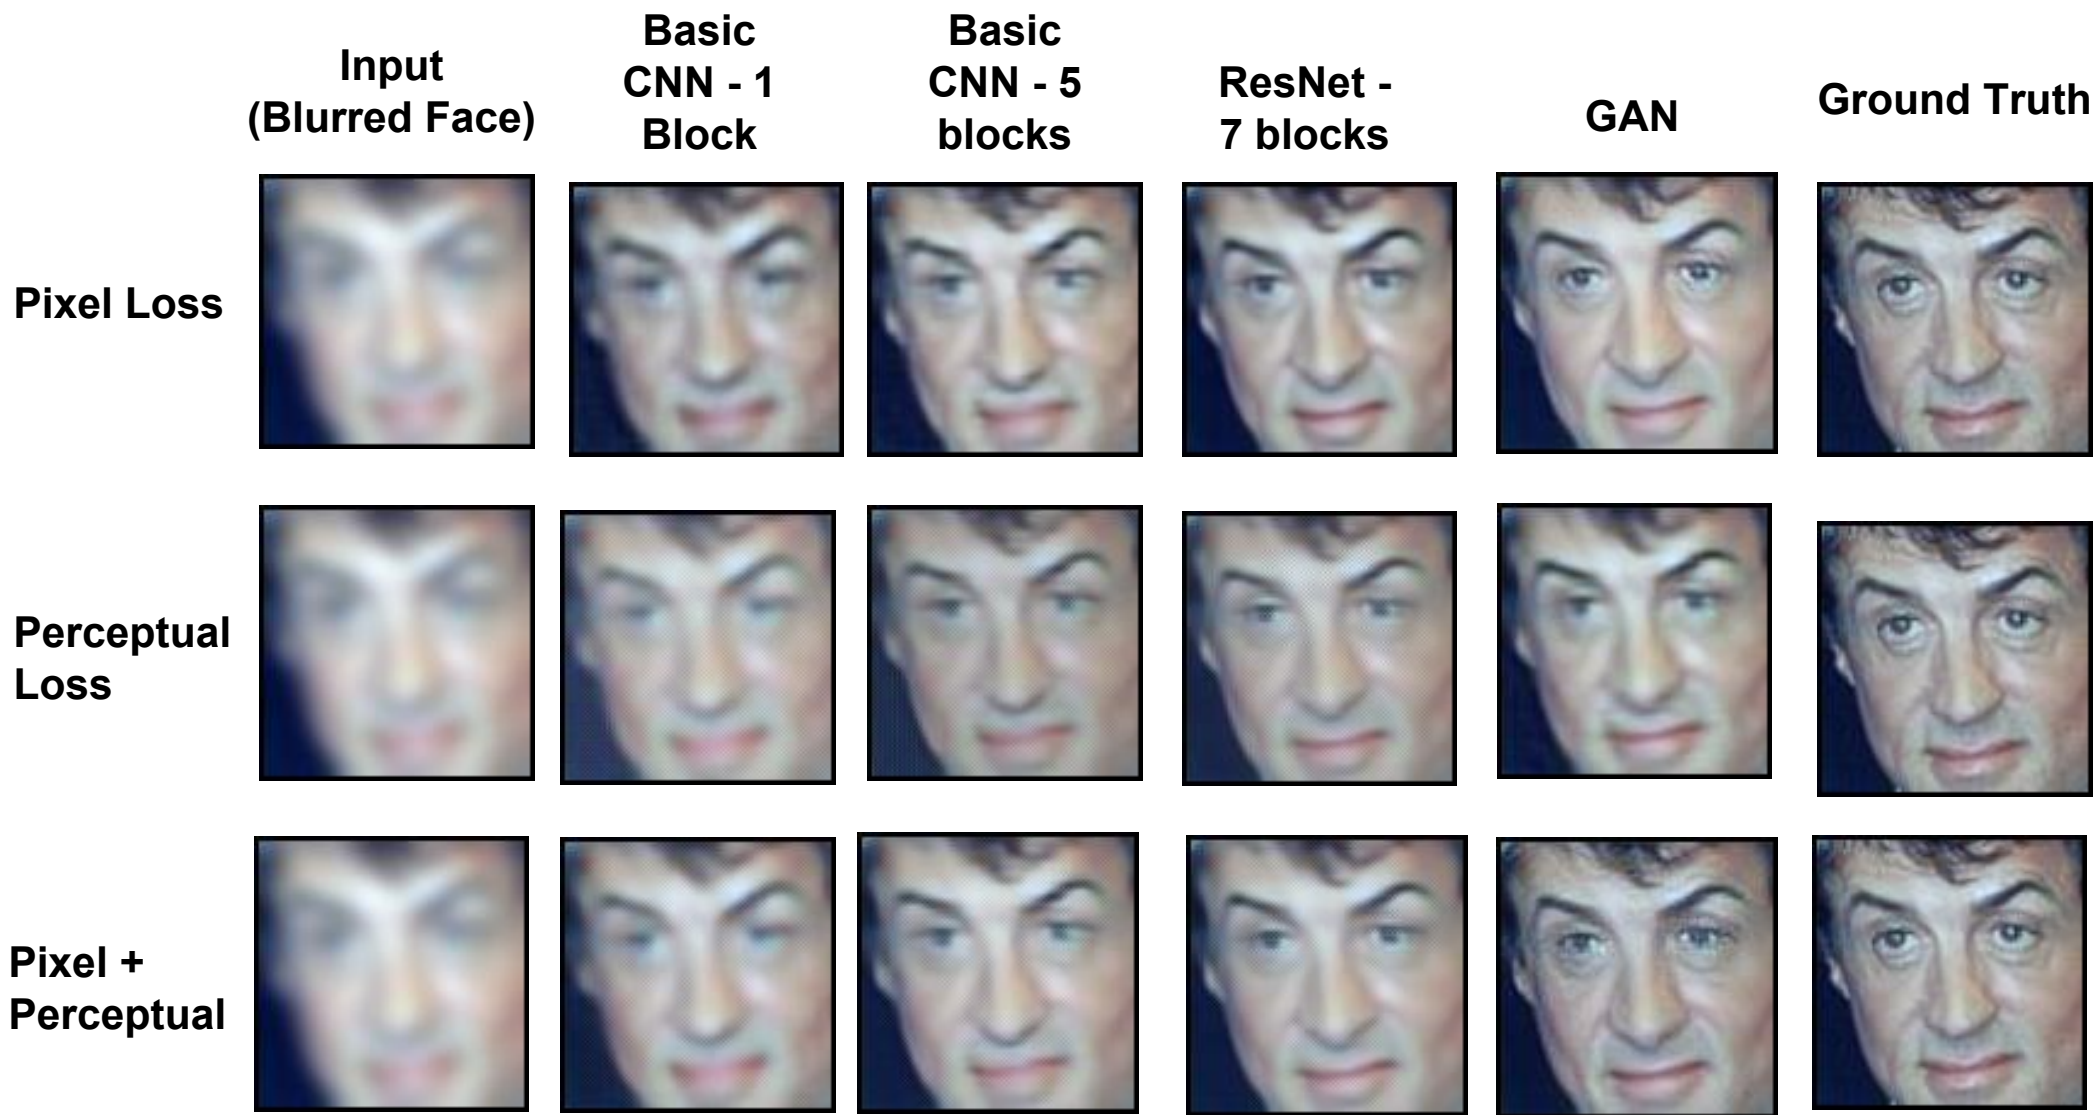 Input
(Blurred Face)
Basic
CNN - 1
Block
Basic
CNN - 5
blocks
ResNet -
7 blocks
GAN
Ground Truth
Pixel Loss
Perceptual
Loss
Pixel +
Perceptual